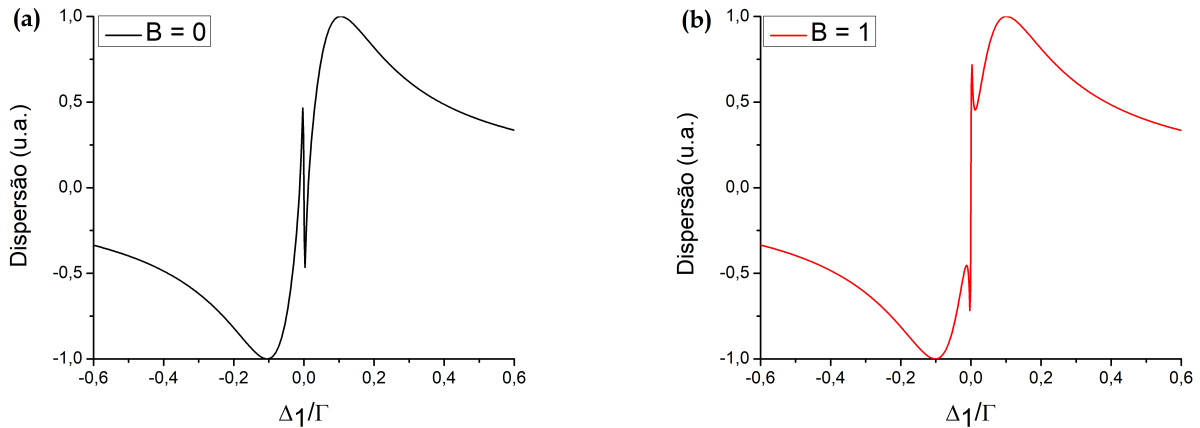 (a)
B = 0
1,0
0,5
0,0
-0,5
-1,0
Dispersão (u.a.)
-0,6 -0,4 -0,2 0,0 0,2 0,4 0,6
Δ1/Γ
(b)
B = 1
1,0
0,5
0,0
-0,5
-1,0
Dispersão (u.a.)
-0,6 -0,4 -0,2 0,0 0,2 0,4 0,6
Δ1/Γ